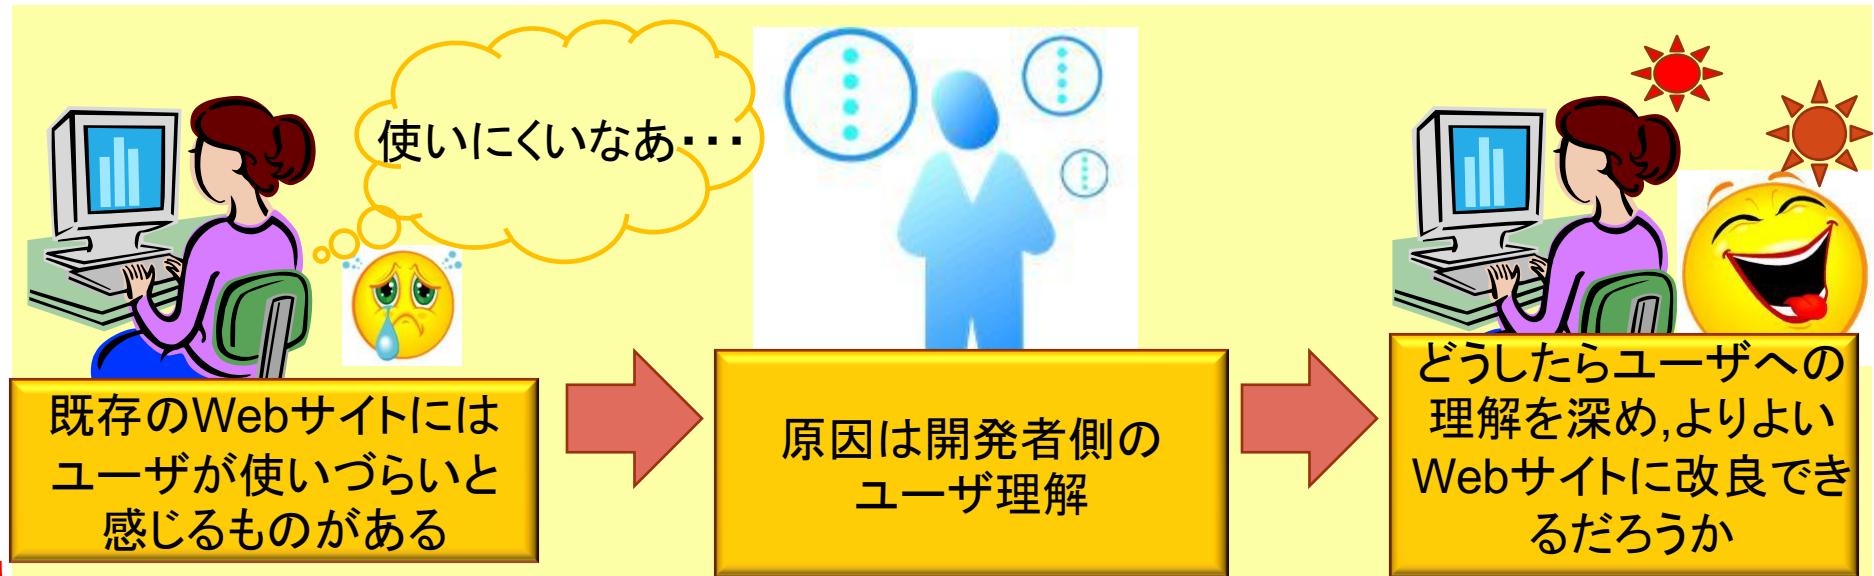 使いにくいなあ・・・
既存のWebサイトには
ユーザが使いづらいと
感じるものがある
原因は開発者側の
ユーザ理解
どうしたらユーザへの
理解を深め,よりよい
Webサイトに改良でき
るだろうか